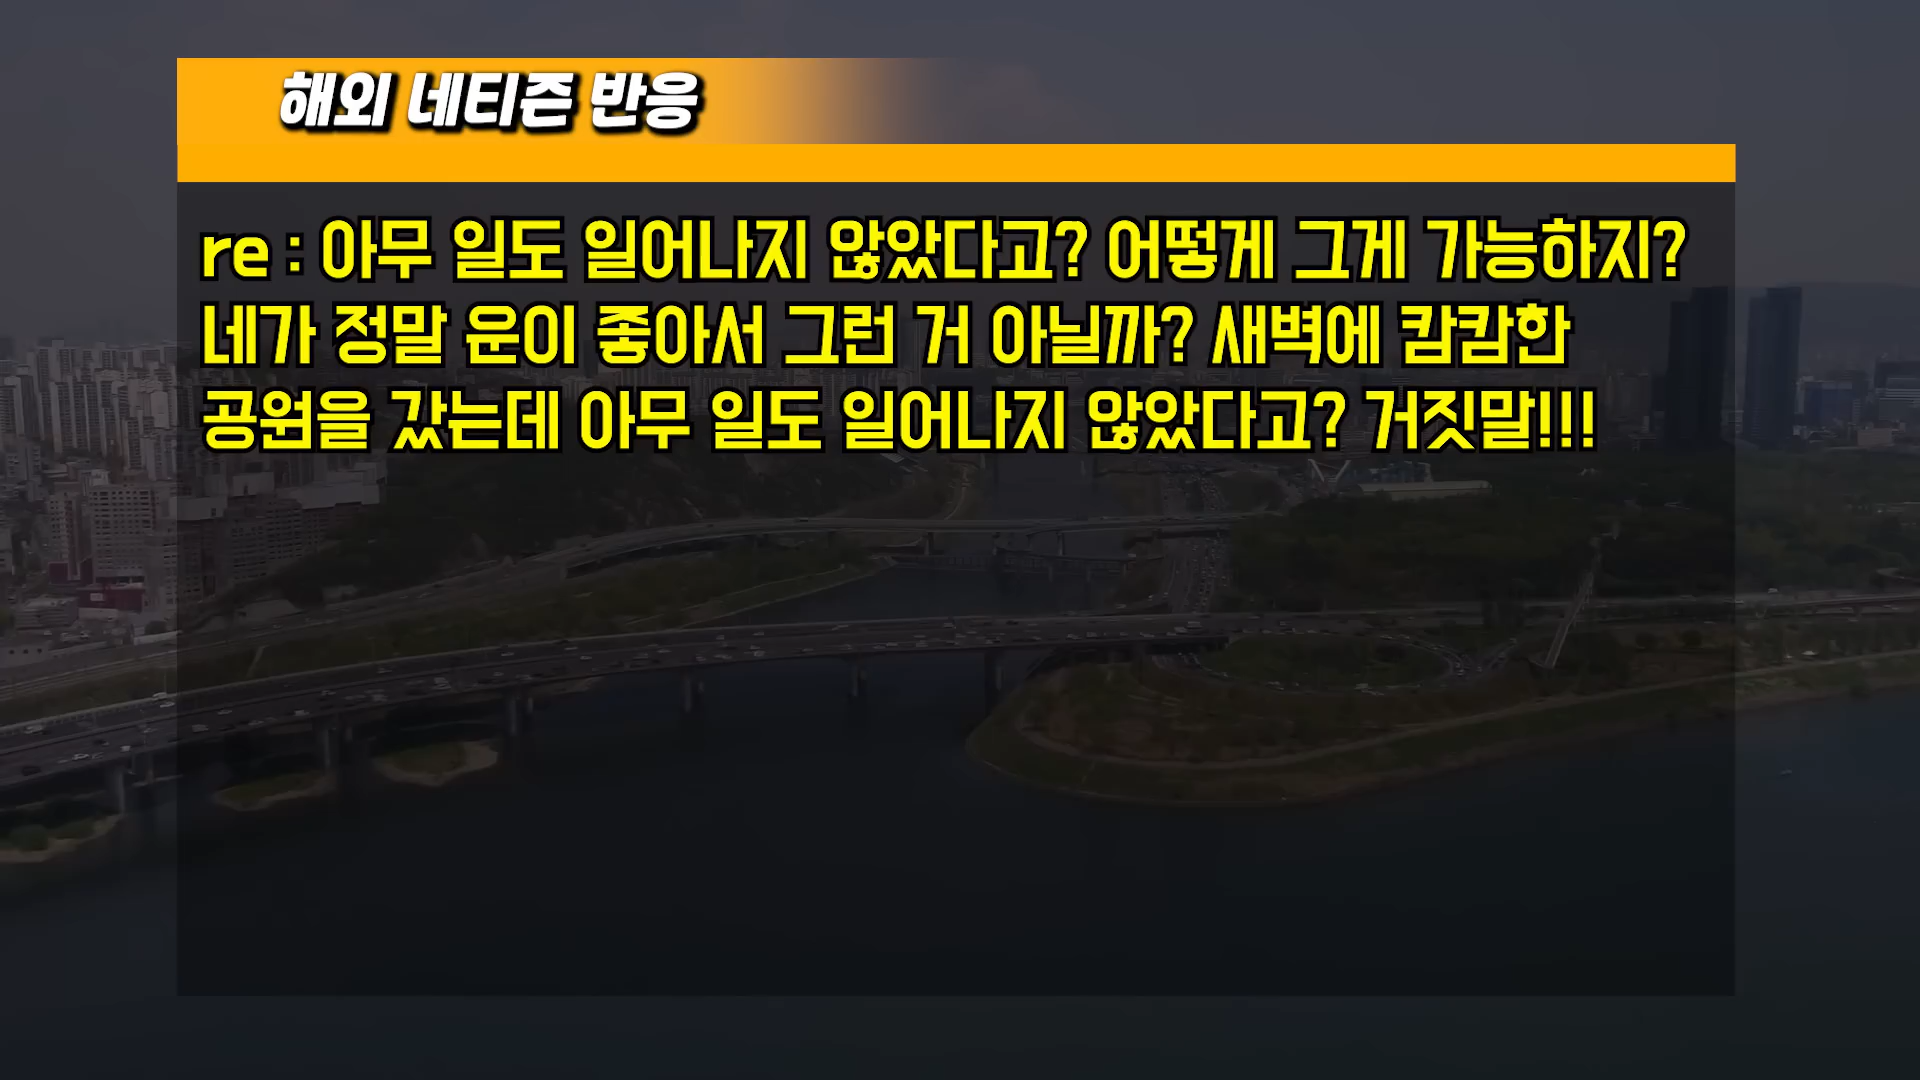 해외 네티즌 반응
re : 아무 일도 일어나지 않았다고? 어떻게 그게 가능하지?
네가 정말 운이 좋아서 그런 거 아닐까? 새벽에 캄캄한
공원을 갔는데 아무 일도 일어나지 않았다고? 거짓말!!!